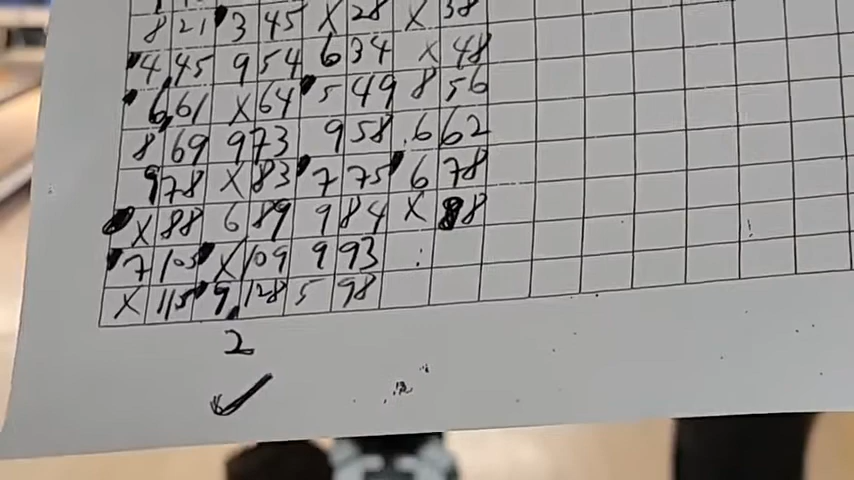 8 21 3 45 X 28 X 38
4 45 9 54 6 34 X 48
6 61 X 64 5 49 8 56
8 69 9 73 9 58 6 62
9 78 X 83 7 75 6 78
X 88 6 89 9 84 X 88
7 105 X 109 9 93
X 115 9 128 5 98
2